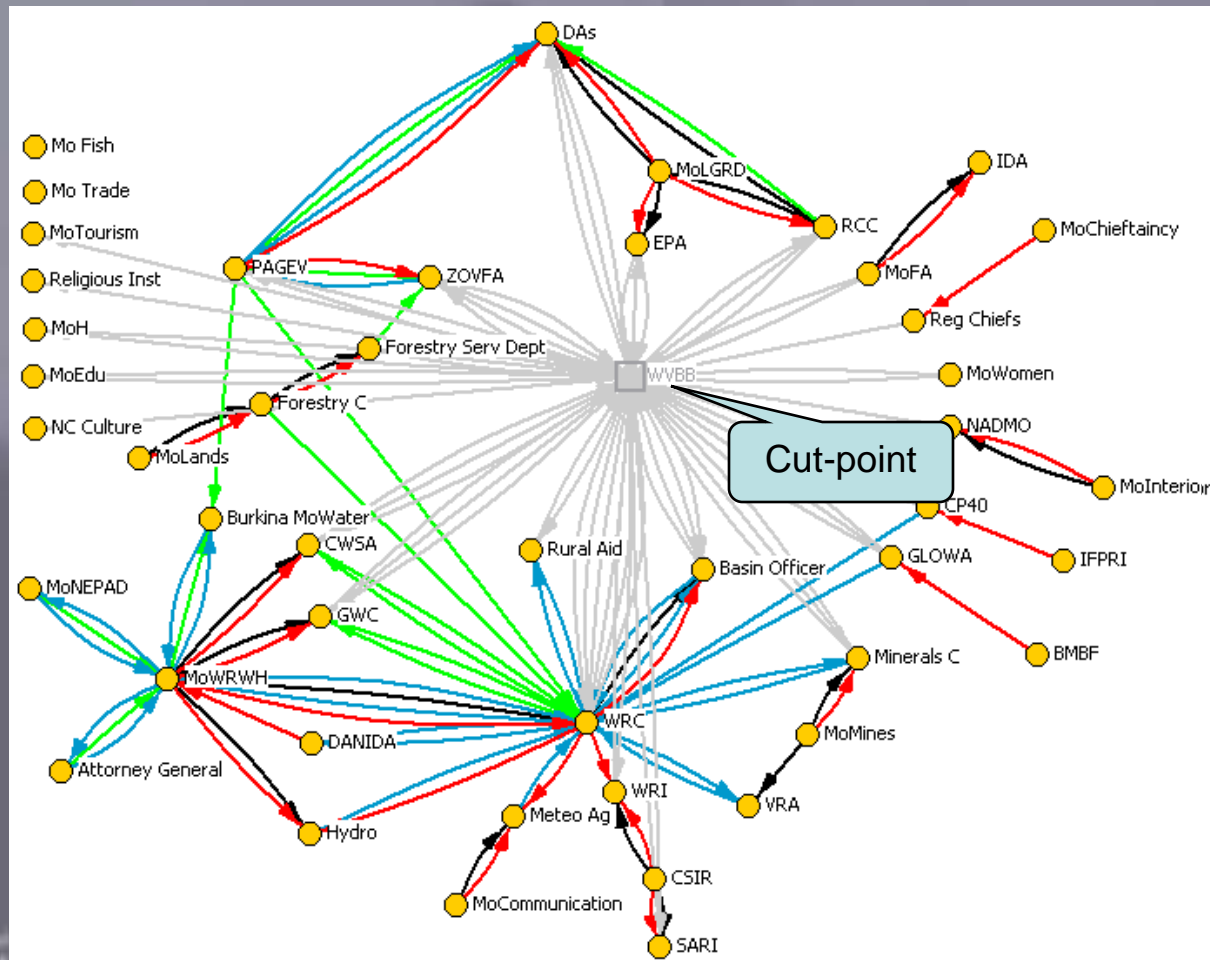 DAs
Mo Fish
Mo Trade
MoTourism
Religious Inst
MoH
MoEdu
NC Culture
MoLGRD
IDA
EPA
RCC
MoChieftaincy
PAGEV
ZOVFA
MoFA
Reg Chiefs
Forestry Serv Dept
WVBB
MoWomen
Forestry C
NADMO
MoLands
Cut-point
MoInterior
CP40
Burkina MoWater
CWSA
Rural Aid
Basin Officer
GLOWA
IFPRI
MoNEPAD
GWC
MoWRWH
Minerals C
BMBF
WRC
DANIDA
MoMines
Attorney General
WRI
VRA
Meteo Ag
Hydro
CSIR
MoCommunication
SARI